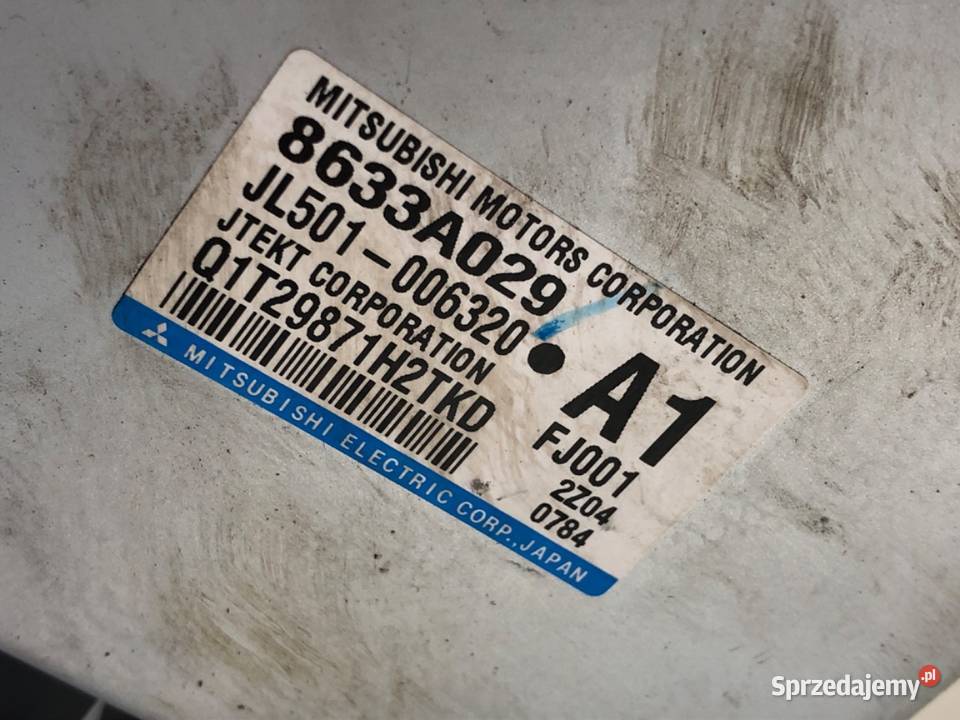 MITSUBISHI MOTORS CORPORATION
8633A029
JL501-006320
JTEKT CORPORATION
Q1T29871H2TKD
A1
FJ001
2Z04
0784
MITSUBISHI ELECTRIC CORP.,JAPAN
Sprzedajemy.pl